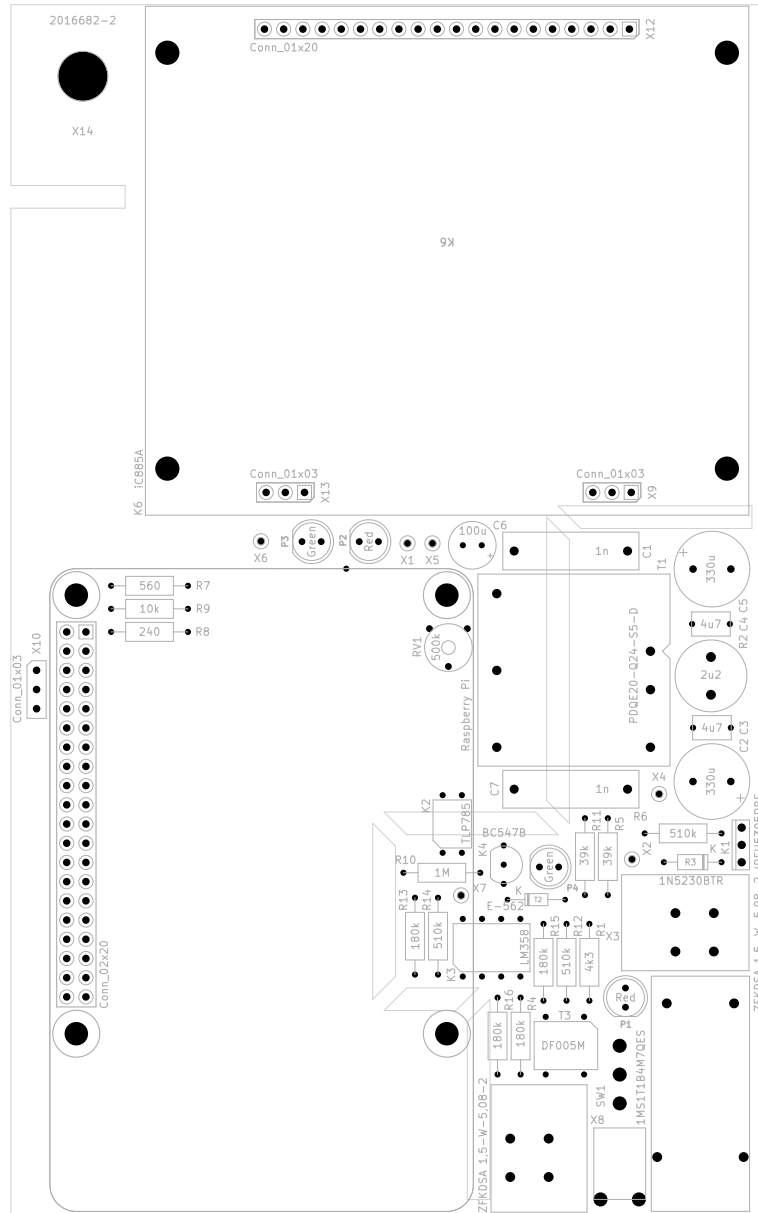 2016682-2
X14
X12
Conn_01x20
K6
K6 iC885A
Conn_01x03
X13
Conn_01x03
X9
X6
P3
Green
P2
Red
X1
X5
100u
C6
1n
C1
T1
330u
560
R7
10k
R9
240
R8
X10
Conn_01x03
RV1
500k
Raspberry Pi
PDQE20-Q24-S5-D
C5
4u7
C4
R2
2u2
4u7
C3
C2
330u
C7
1n
X4
K2
TLP785
BC547B
K4
R10
1M
Green
P4
39k
R11
39k
R5
R6
510k
R3
K
K1
X2
1N5230BTR
X7
K
T2
E-562
R13
180k
R14
510k
K3
LM358
R15
180k
R12
510k
R1
4k3
X3
Conn_02x20
Red
P1
R16
180k
R4
180k
T3
DF005M
SW1
1MS1T1B4M7QES
X8
ZFKDSA 1,5-W-5,08-2